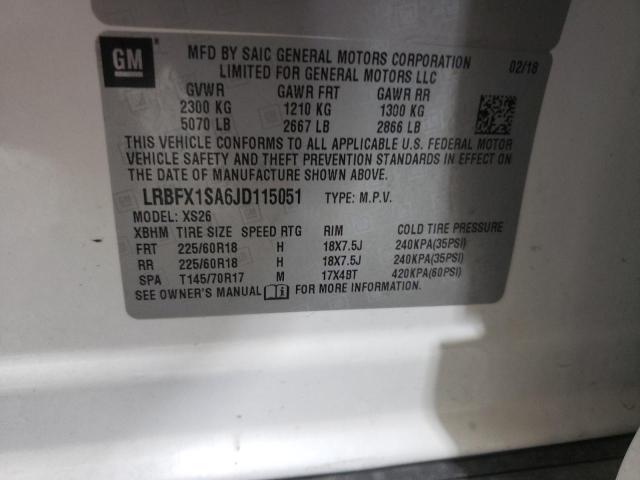 GM
MFD BY SAIC GENERAL MOTORS CORPORATION 02/18
LIMITED FOR GENERAL MOTORS LLC
GVWR GAWR FRT GAWR RR
2300 KG 1210 KG 1300 KG
5070 LB 2667 LB 2866 LB
THIS VEHICLE CONFORMS TO ALL APPLICABLE U.S. FEDERAL MOTOR
VEHICLE SAFETY AND THEFT PREVENTION STANDARDS IN EFFECT ON
THE DATE OF MANUFACTURE SHOWN ABOVE.
LRBFX1SA6JD115051 TYPE: M.P.V.
MODEL: XS26
XBHM TIRE SIZE SPEED RTG RIM COLD TIRE PRESSURE
FRT 225/60R18 H 18X7.5J 240KPA(35PSI)
RR 225/60R18 H 18X7.5J 240KPA(35PSI)
SPA T145/70R17 M 17X4BT 420KPA(60PSI)
SEE OWNER'S MANUAL FOR MORE INFORMATION.